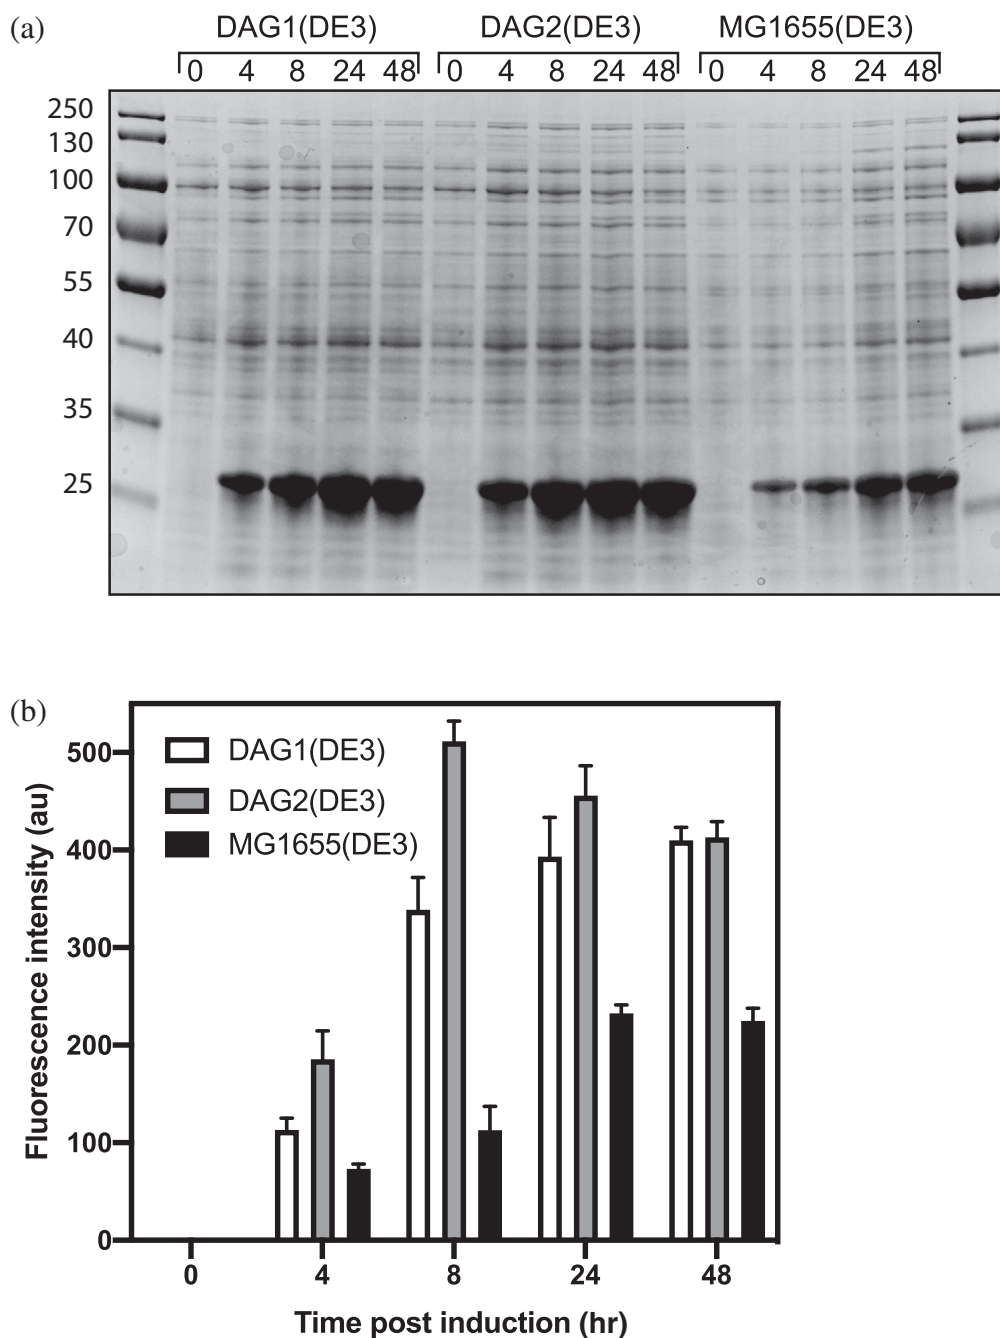 (a)
DAG1(DE3) DAG2(DE3) MG1655(DE3)
0 4 8 24 48 0 4 8 24 48 0 4 8 24 48
250
130
100
70
55
40
35
25
(b)
DAG1(DE3)
DAG2(DE3)
MG1655(DE3)
Fluorescence intensity (au)
500
400
300
200
100
0
0 4 8 24 48
Time post induction (hr)